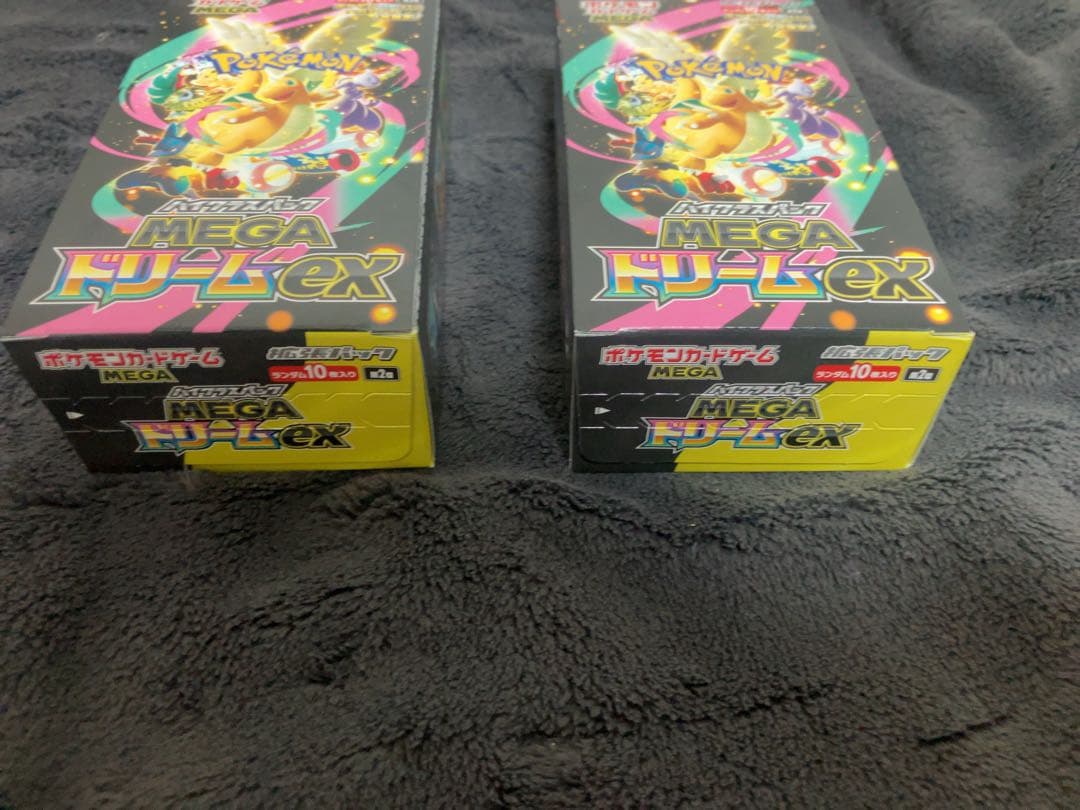 MEGA
POKéMON
ハイクラスパック
MEGA
ドリームex
ポケモンカードゲーム
MEGA
拡張パック
ランダム10枚入り
ハイクラスパック
MEGA
ドリームex
MEGA
POKéMON
ハイクラスパック
MEGA
ドリームex
ポケモンカードゲーム
MEGA
拡張パック
ランダム10枚入り
ハイクラスパック
MEGA
ドリームex